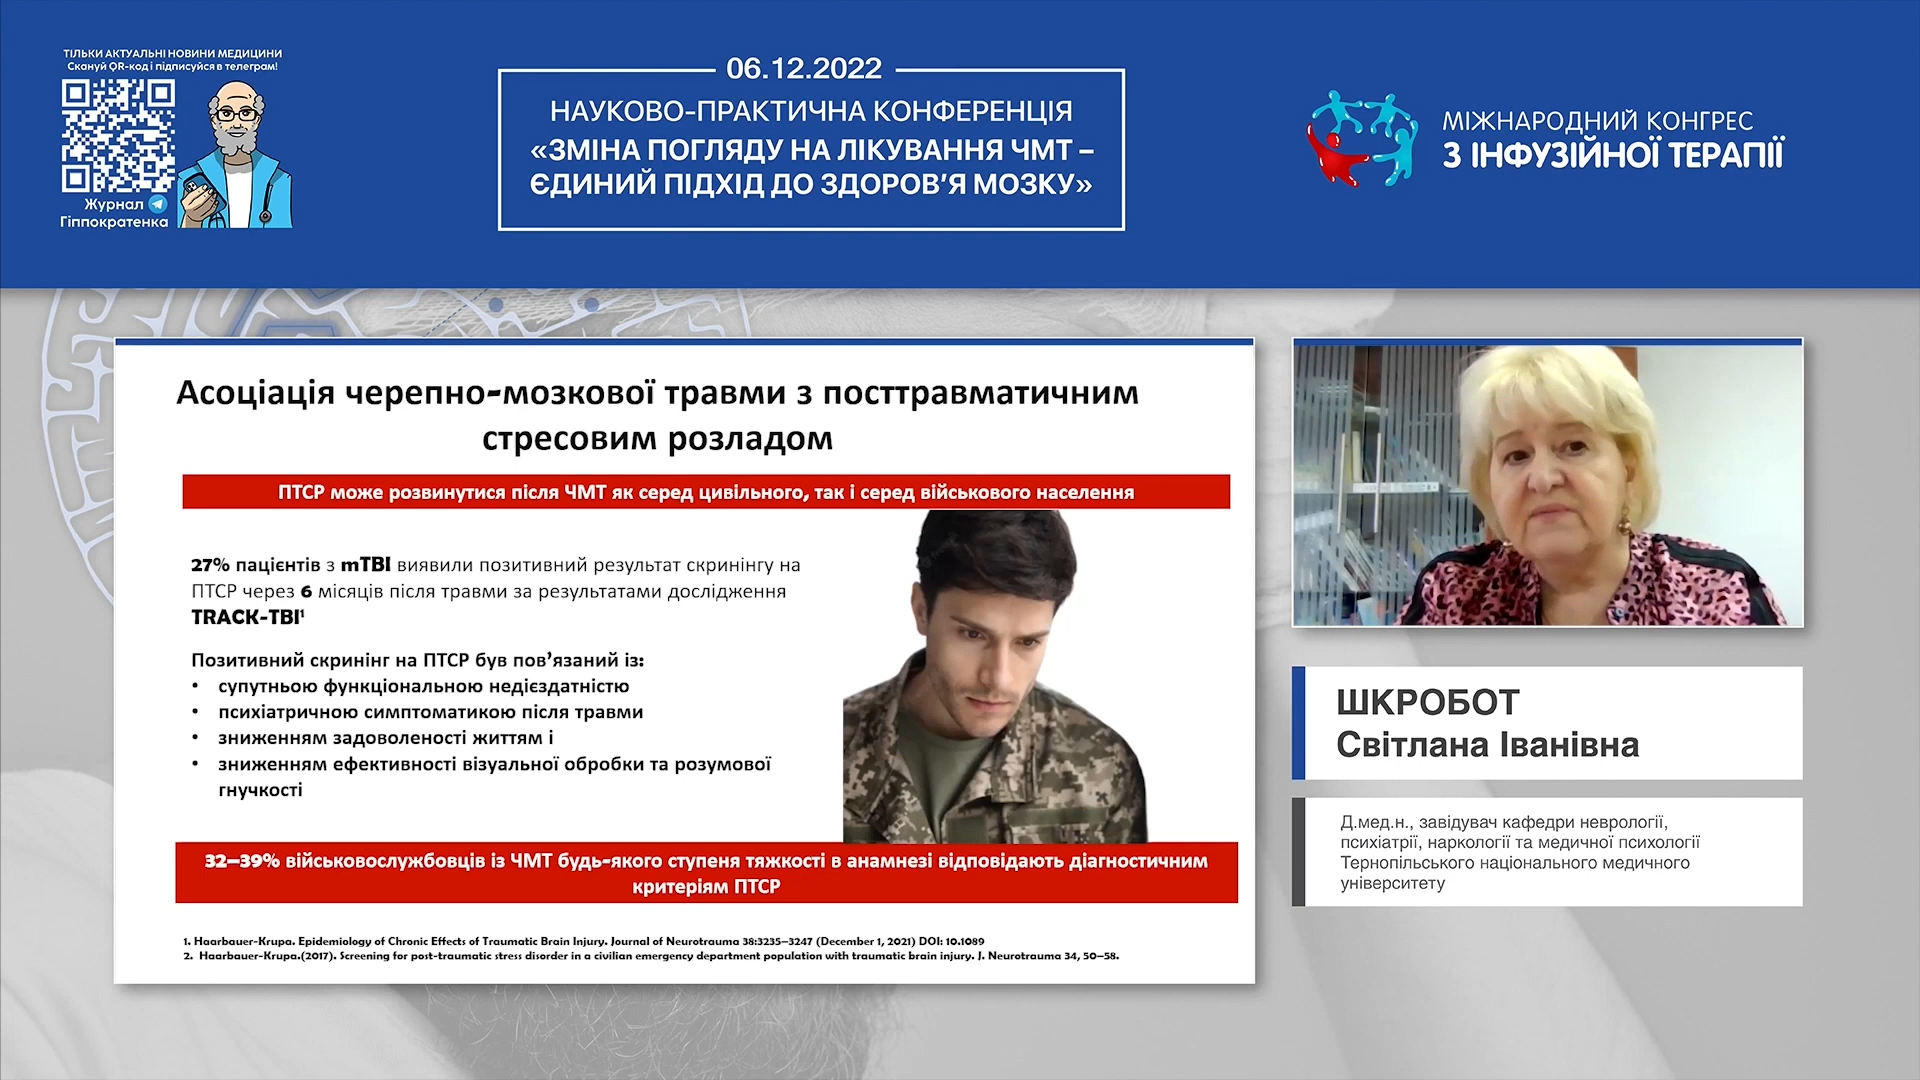 ТІЛЬКИ АКТУАЛЬНІ НОВИНИ МЕДИЦИНИ
Скануй QR-код і підписуйся в телеграм!
Журнал
Гіппократенка
06.12.2022
НАУКОВО-ПРАКТИЧНА КОНФЕРЕНЦІЯ
«ЗМІНА ПОГЛЯДУ НА ЛІКУВАННЯ ЧМТ –
ЄДИНИЙ ПІДХІД ДО ЗДОРОВ'Я МОЗКУ»
МІЖНАРОДНИЙ КОНГРЕС
З ІНФУЗІЙНОЇ ТЕРАПІЇ
Асоціація черепно-мозкової травми з посттравматичним
стресовим розладом
ПТСР може розвинутися після ЧМТ як серед цивільного, так і серед військового населення
27% пацієнтів з mTBI виявили позитивний результат скринінгу на
ПТСР через 6 місяців після травми за результатами дослідження
TRACK-TBI¹
Позитивний скринінг на ПТСР був пов'язаний із:
• супутньою функціональною недієздатністю
• психіатричною симптоматикою після травми
• зниженням задоволеності життям і
• зниженням ефективності візуальної обробки та розумової
гнучкості
32–39% військовослужбовців із ЧМТ будь-якого ступеня тяжкості в анамнезі відповідають діагностичним
критеріям ПТСР
1. Haarbauer-Krupa. Epidemiology of Chronic Effects of Traumatic Brain Injury. Journal of Neurotrauma 38:3235–3247 (December 1, 2021) DOI: 10.1089
2. Haarbauer-Krupa.(2017). Screening for post-traumatic stress disorder in a civilian emergency department population with traumatic brain injury. J. Neurotrauma 34, 50–58.
ШКРОБОТ
Світлана Іванівна
Д.мед.н., завідувач кафедри неврології,
психіатрії, наркології та медичної психології
Тернопільського національного медичного
університету